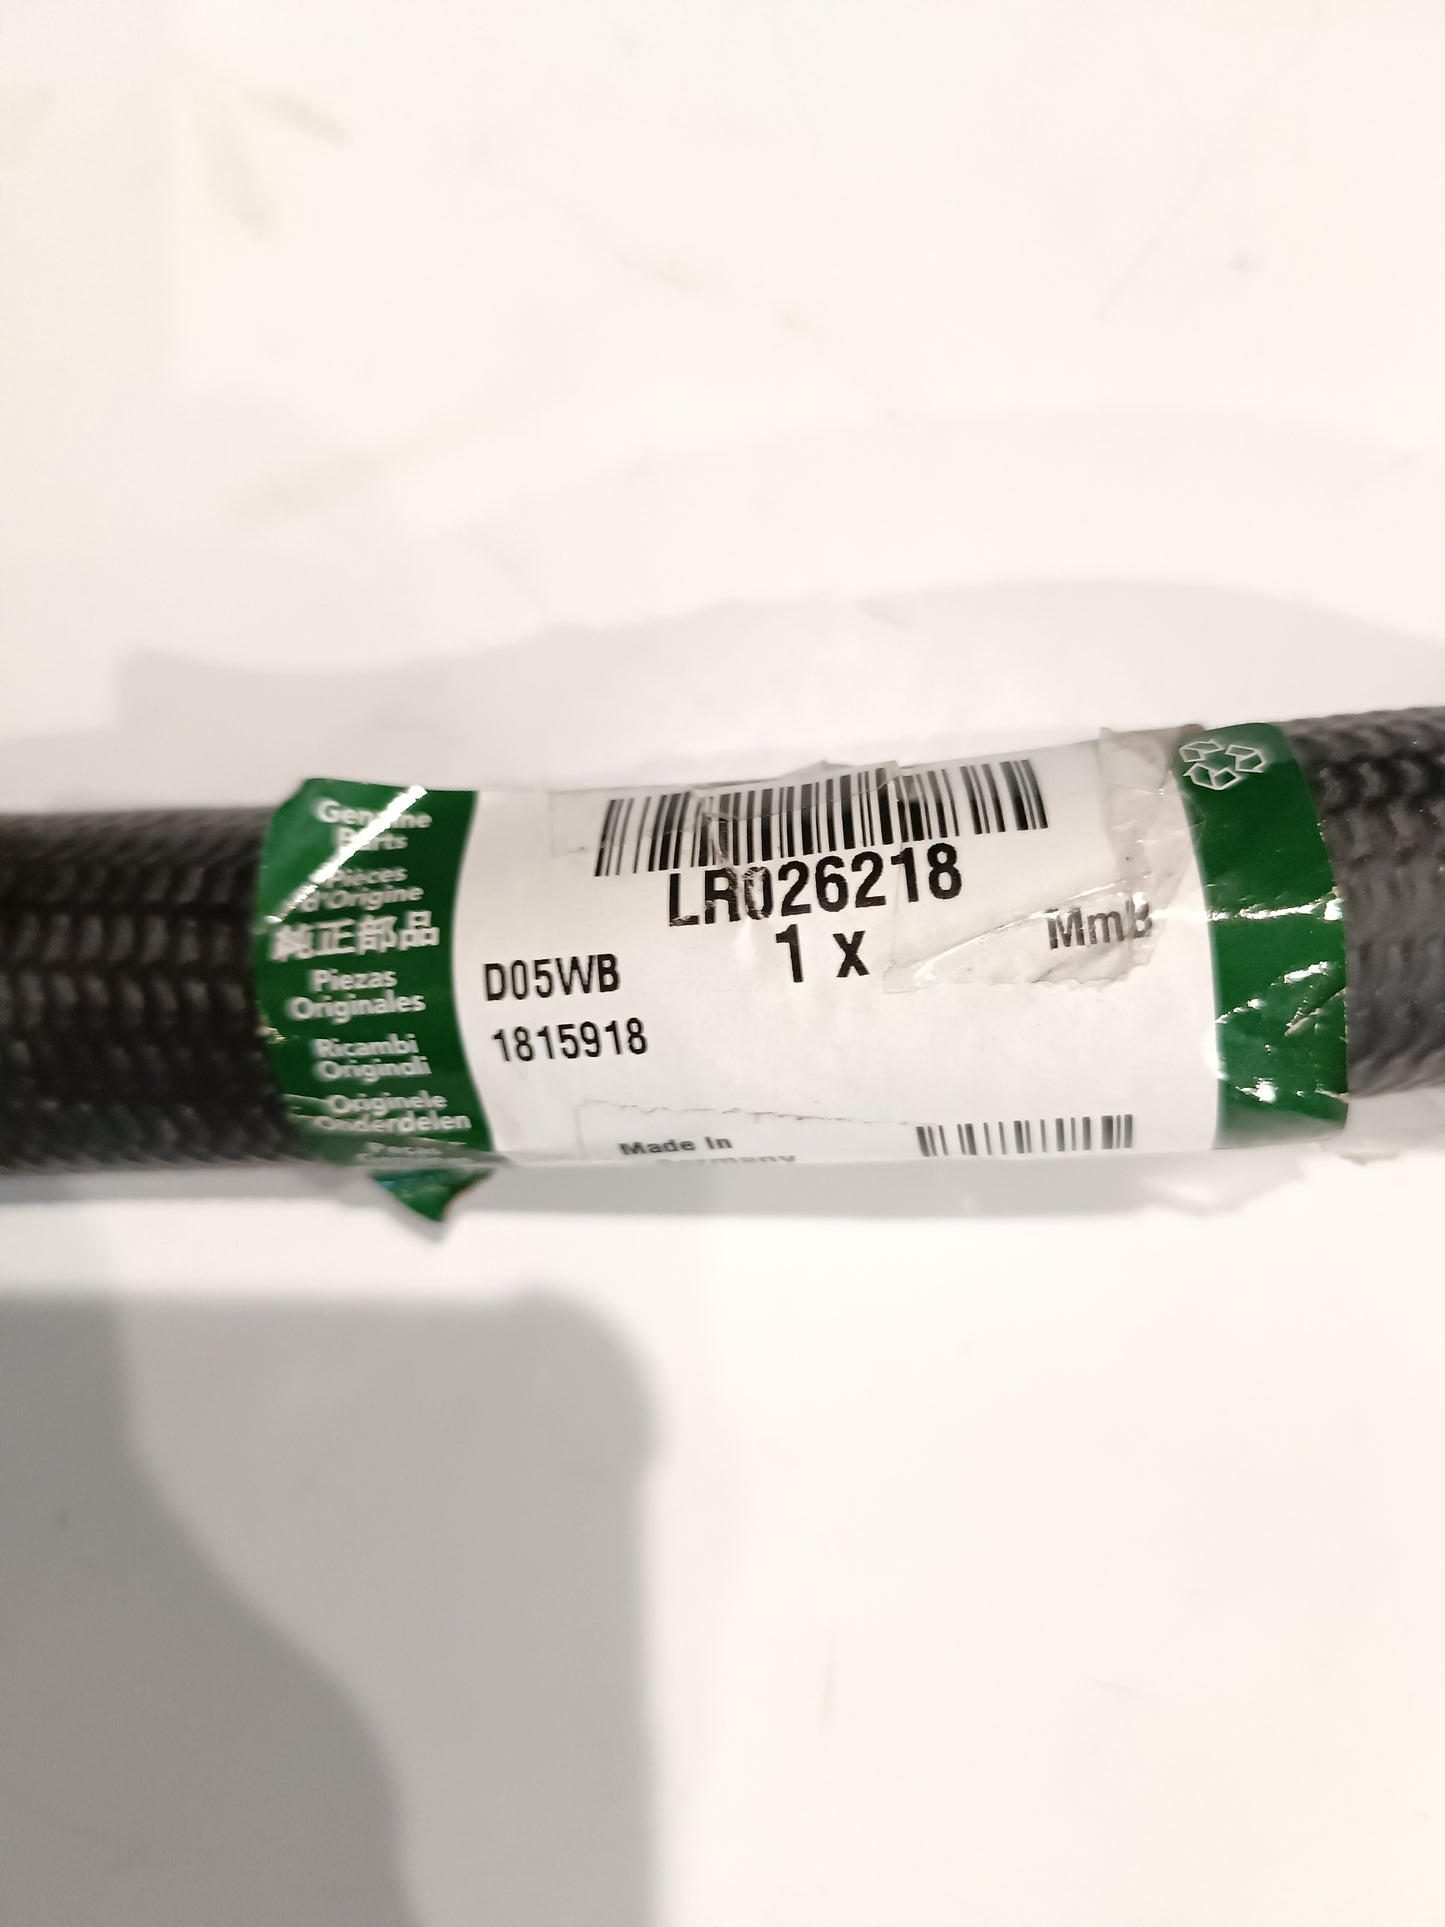 Genuine
Parts
Pièces
d'Origine
純正部品
Piezas
Originales
Ricambi
Originali
Originele
Onderdelen
LR026218
1 x
MmB
D05WB
1815918
Made In
Germany